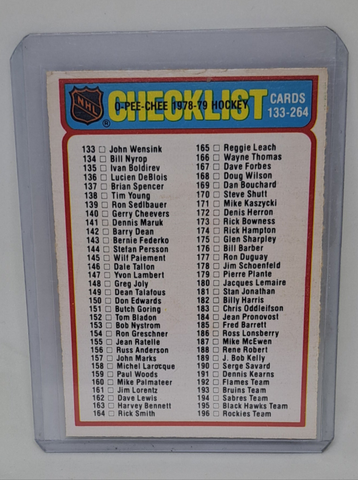 NHL
®
CHECKLIST
O-PEE-CHEE 1978-79 HOCKEY
CARDS
133-264
133 □ John Wensink
134 □ Bill Nyrop
135 □ Ivan Boldirev
136 □ Lucien DeBlois
137 □ Brian Spencer
138 □ Tim Young
139 □ Ron Sedlbauer
140 □ Gerry Cheevers
141 □ Dennis Maruk
142 □ Barry Dean
143 □ Bernie Federko
144 □ Stefan Persson
145 □ Wilf Paiement
146 □ Dale Tallon
147 □ Yvon Lambert
148 □ Greg Joly
149 □ Dean Talafous
150 □ Don Edwards
151 □ Butch Goring
152 □ Tom Bladon
153 □ Bob Nystrom
154 □ Ron Greschner
155 □ Jean Ratelle
156 □ Russ Anderson
157 □ John Marks
158 □ Michel Larocque
159 □ Paul Woods
160 □ Mike Palmateer
161 □ Jim Lorentz
162 □ Dave Lewis
163 □ Harvey Bennett
164 □ Rick Smith
165 □ Reggie Leach
166 □ Wayne Thomas
167 □ Dave Forbes
168 □ Doug Wilson
169 □ Dan Bouchard
170 □ Steve Shutt
171 □ Mike Kaszycki
172 □ Denis Herron
173 □ Rick Bowness
174 □ Rick Hampton
175 □ Glen Sharpley
176 □ Bill Barber
177 □ Ron Duguay
178 □ Jim Schoenfeld
179 □ Pierre Plante
180 □ Jacques Lemaire
181 □ Stan Jonathan
182 □ Billy Harris
183 □ Chris Oddleifson
184 □ Jean Pronovost
185 □ Fred Barrett
186 □ Ross Lonsberry
187 □ Mike McEwen
188 □ Rene Robert
189 □ J. Bob Kelly
190 □ Serge Savard
191 □ Dennis Kearns
192 □ Flames Team
193 □ Bruins Team
194 □ Sabres Team
195 □ Black Hawks Team
196 □ Rockies Team